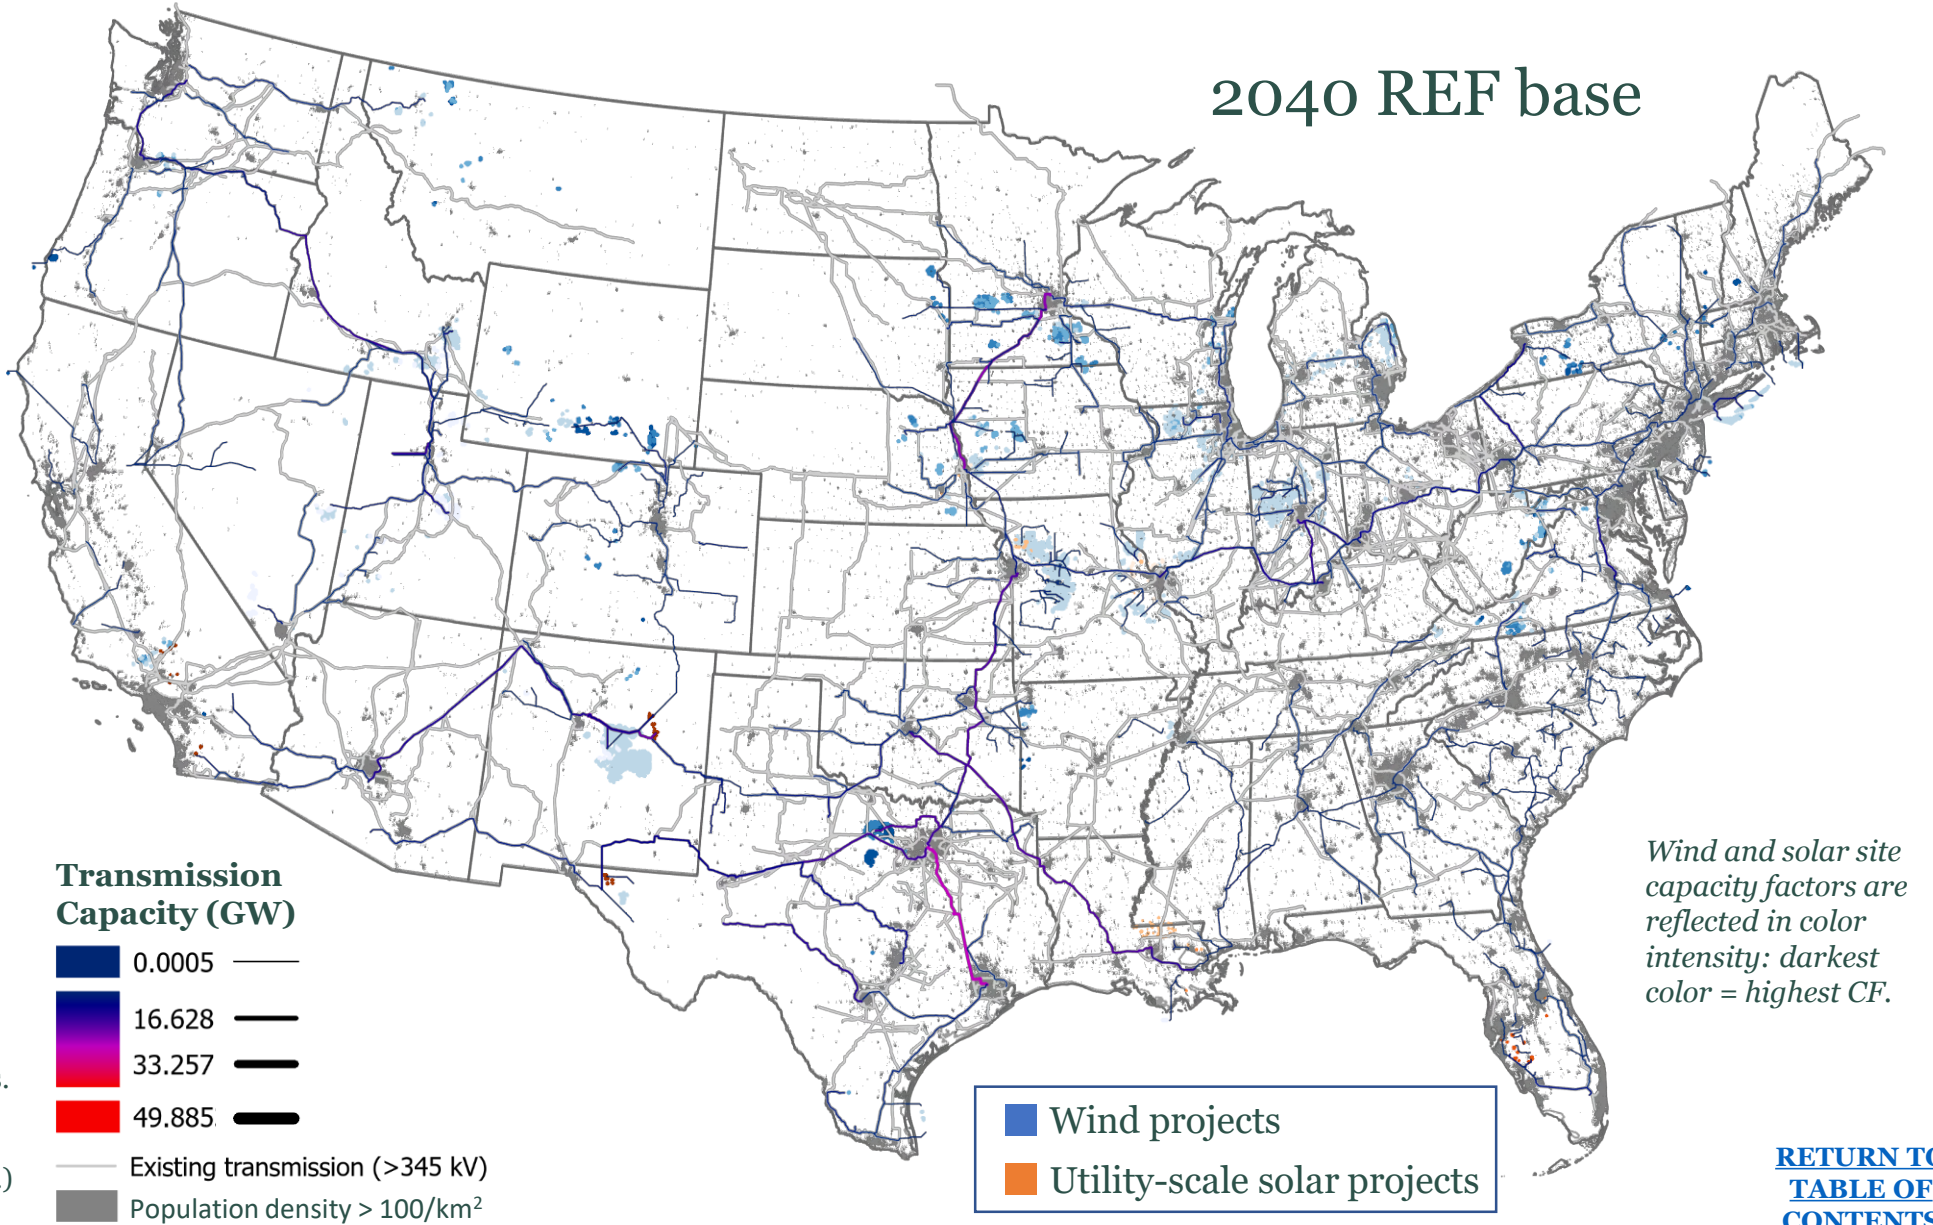 2040 REF base
Transmission
Capacity (GW)
0.0005
16.628
33.257
49.885
Existing transmission (>345 kV)
Population density > 100/km²
Wind and solar site
capacity factors are
reflected in color
intensity: darkest
color = highest CF.
Wind projects
Utility-scale solar projects
RETURN TO
TABLE OF
CONTENTS
.
)